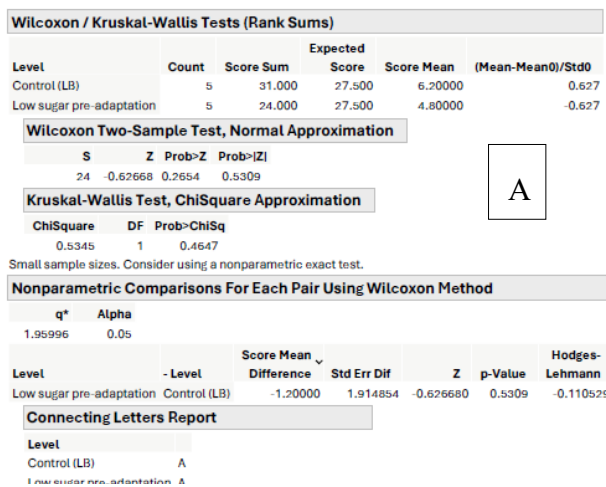 Wilcoxon / Kruskal-Wallis Tests (Rank Sums)
Expected
Level Count Score Sum Score Score Mean (Mean-Mean0)/Std0
Control (LB) 5 31.000 27.500 6.20000 0.627
Low sugar pre-adaptation 5 24.000 27.500 4.80000 -0.627
Wilcoxon Two-Sample Test, Normal Approximation
S Z Prob>Z Prob>|Z|
24 -0.62668 0.2654 0.5309
A
Kruskal-Wallis Test, ChiSquare Approximation
ChiSquare DF Prob>ChiSq
0.5345 1 0.4647
Small sample sizes. Consider using a nonparametric exact test.
Nonparametric Comparisons For Each Pair Using Wilcoxon Method
q* Alpha
1.95996 0.05
Score Mean Hodges-
Level - Level Difference Std Err Dif Z p-Value Lehmann
Low sugar pre-adaptation Control (LB) -1.20000 1.914854 -0.626680 0.5309 -0.110529
Connecting Letters Report
Level
Control (LB) A
Low sugar pre-adaptation A